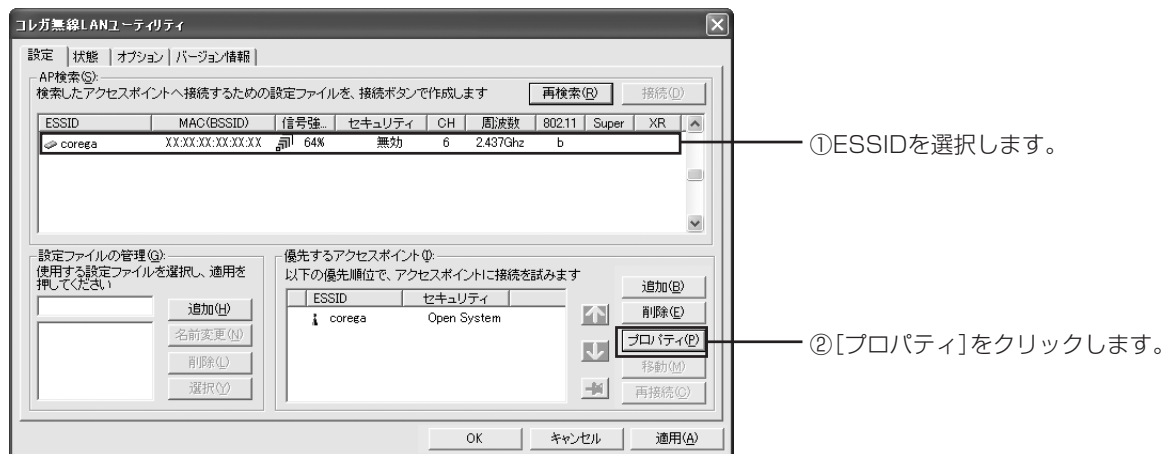 コレガ無線LANユーティリティ
設定 状態 オプション バージョン情報
AP検索(S):
検索したアクセスポイントへ接続するための設定ファイルを、接続ボタンで作成します 再検索(R) 接続(D)
ESSID MAC(BSSID) 信号強... セキュリティ CH 周波数 802.11 Super XR
corega XX:XX:XX:XX:XX:XX 64% 無効 6 2.437Ghz b
①ESSIDを選択します。
設定ファイルの管理(G):
使用する設定ファイルを選択し、適用を
押してください
追加(H)
名前変更(N)
削除(L)
選択(Y)
優先するアクセスポイント(I):
以下の優先順位で、アクセスポイントに接続を試みます
ESSID セキュリティ
corega Open System
追加(B)
削除(E)
プロパティ(P)
移動(M)
再接続(C)
②[プロパティ]をクリックします。
OK キャンセル 適用(A)